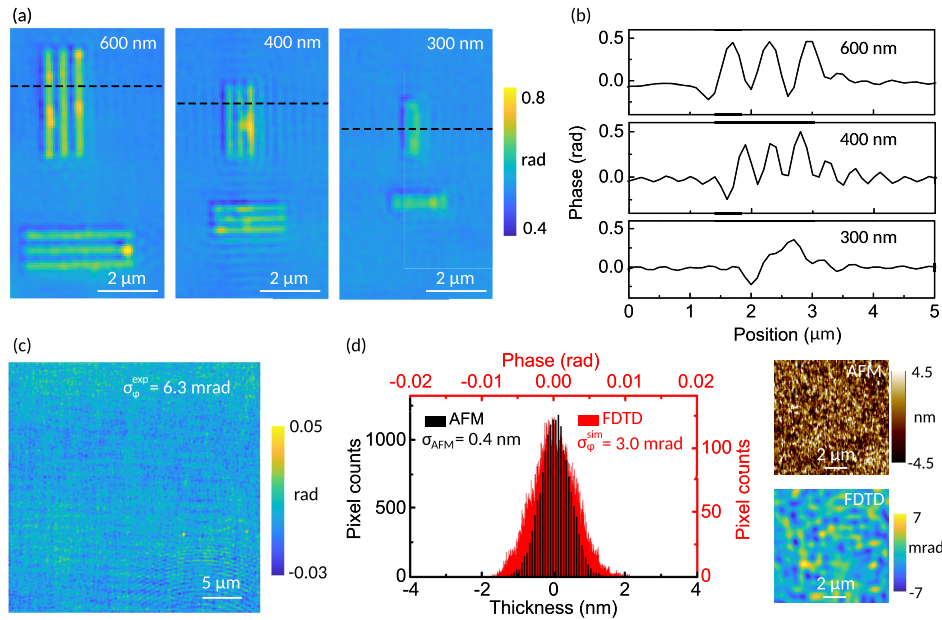 (a)
600 nm
400 nm
300 nm
2 µm
2 µm
2 µm
0.8
rad
0.4
(b)
0.5
0.0
600 nm
0.5
0.0
400 nm
0.0
300 nm
Phase (rad)
0 1 2 3 4 5
Position (µm)
(c)
σφexp = 6.3 mrad
5 µm
0.05
rad
-0.03
(d)
Phase (rad)
-0.02 -0.01 0.00 0.01 0.02
AFM
σAFM = 0.4 nm
FDTD
σφsim = 3.0 mrad
Pixel counts
1000
500
0
100
50
0
Pixel counts
-4 -2 0 2 4
Thickness (nm)
AFM
2 µm
4.5
nm
-4.5
FDTD
2 µm
7
mrad
-7